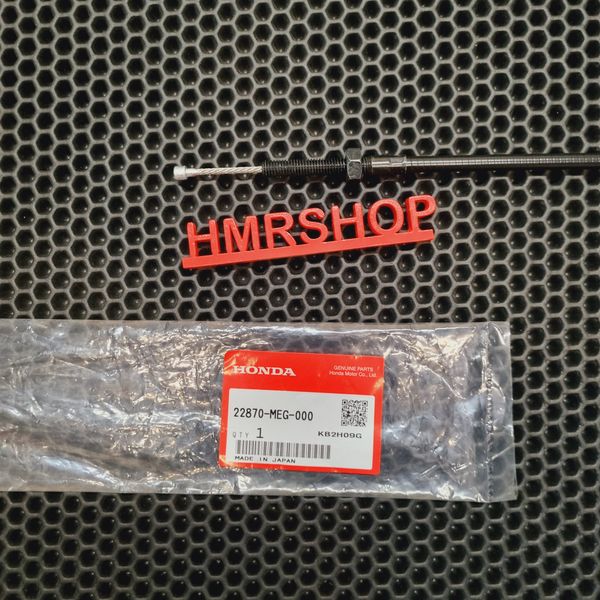 HMRSHOP
HONDA
GENUINE PARTS
Honda Motor Co., Ltd.
22870-MEG-000
QTY 1
KB2H09G
MADE IN JAPAN